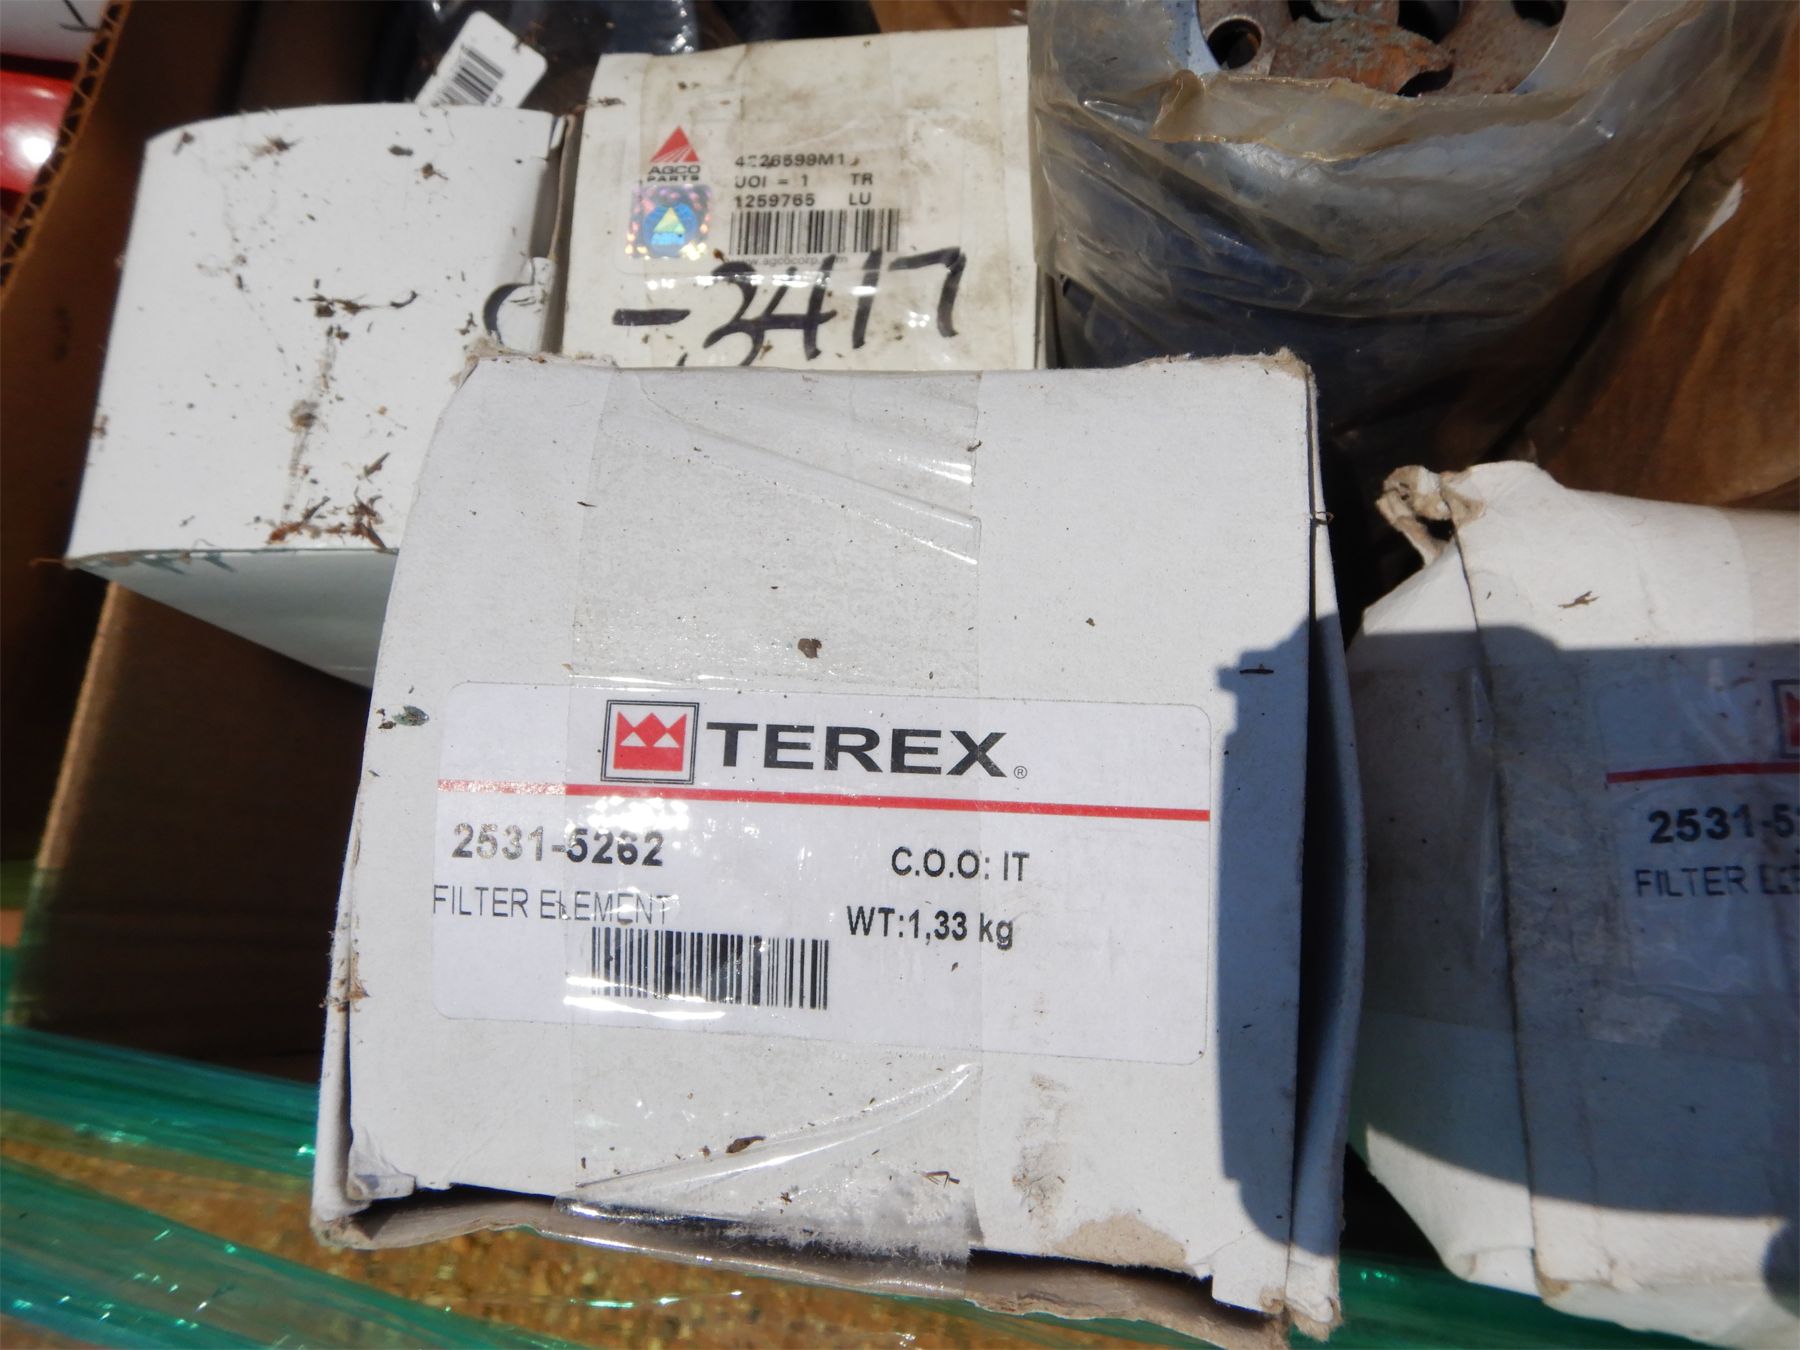 AGCO
PARTS
UOI = 1 TR
1259765 LU
-3417
TEREX®
2531-5262
C.O.O: IT
FILTER ELEMENT
WT:1,33 kg
2531-5
FILTER